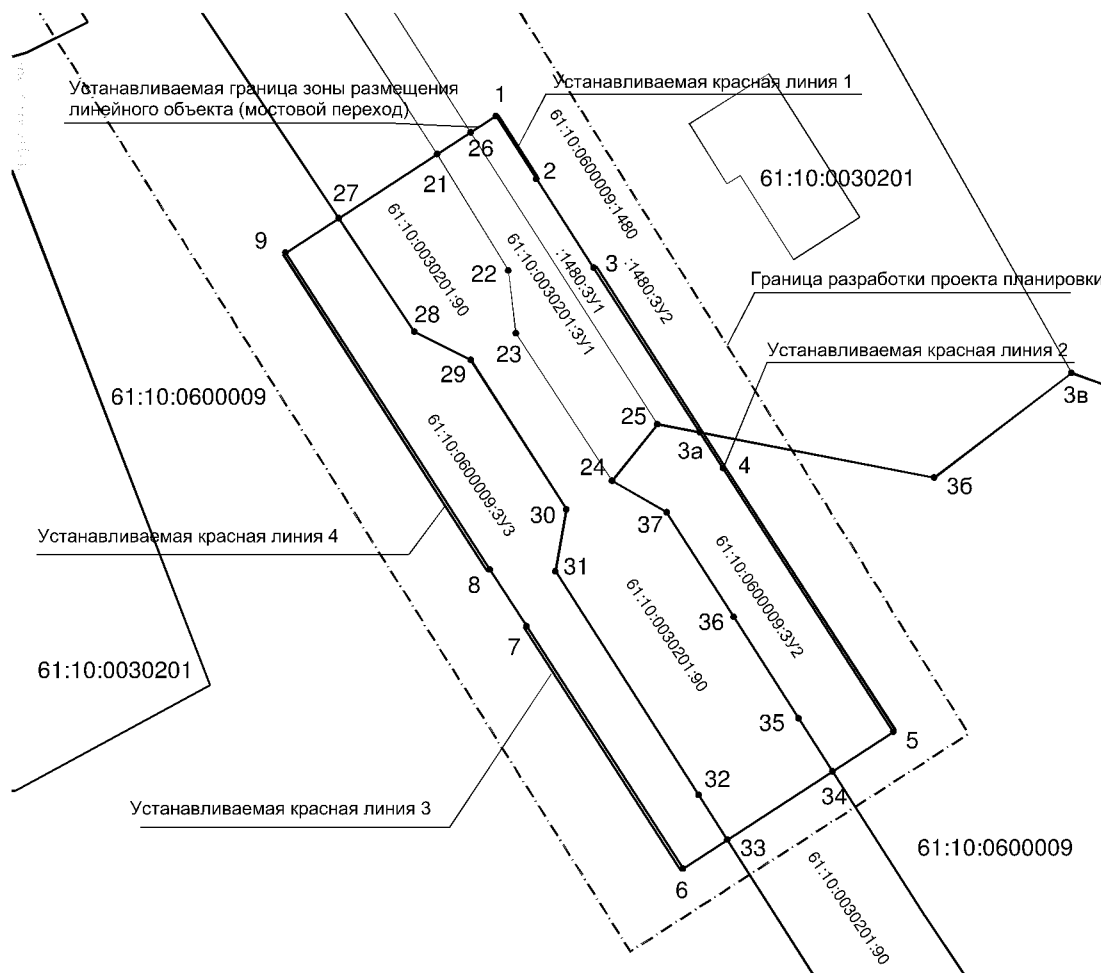 Устанавливаемая граница зоны размещения
линейного объекта (мостовой переход)
Устанавливаемая красная линия 1
1
26
2
21
27
9
61:10:0600009:1480
61:10:0030201
61:10:0030201:90
61:10:0030201:ЗУ1
:1480:ЗУ1
:1480:ЗУ2
3
22
23
28
29
Граница разработки проекта планировки
Устанавливаемая красная линия 2
61:10:0600009
3в
25
3а
4
3б
24
37
61:10:0600009:ЗУ3
30
31
Устанавливаемая красная линия 4
8
7
36
61:10:0600009:ЗУ2
61:10:0030201:90
61:10:0030201
35
5
32
34
Устанавливаемая красная линия 3
33
6
61:10:0600009
61:10:0030201:90